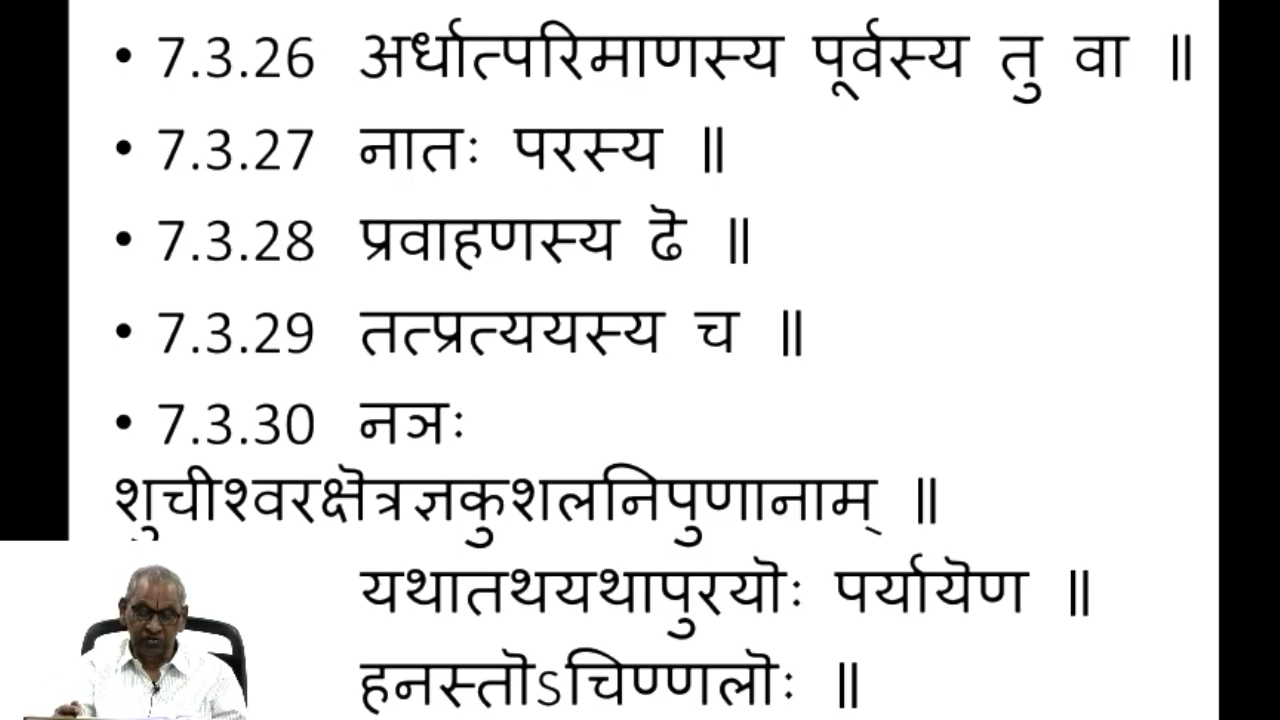 • 7.3.26 अर्धात्परिमाणस्य पूर्वस्य तु वा ॥
• 7.3.27 नातः परस्य ॥
• 7.3.28 प्रवाहणस्य ढॆ ॥
• 7.3.29 तत्प्रत्ययस्य च ॥
• 7.3.30 नञः
शुचीश्वरक्षॆत्रज्ञकुशलनिपुणानाम् ॥
यथातथयथापुरयॊः पर्यायॆण ॥
हनस्तॊऽचिण्णलॊः ॥